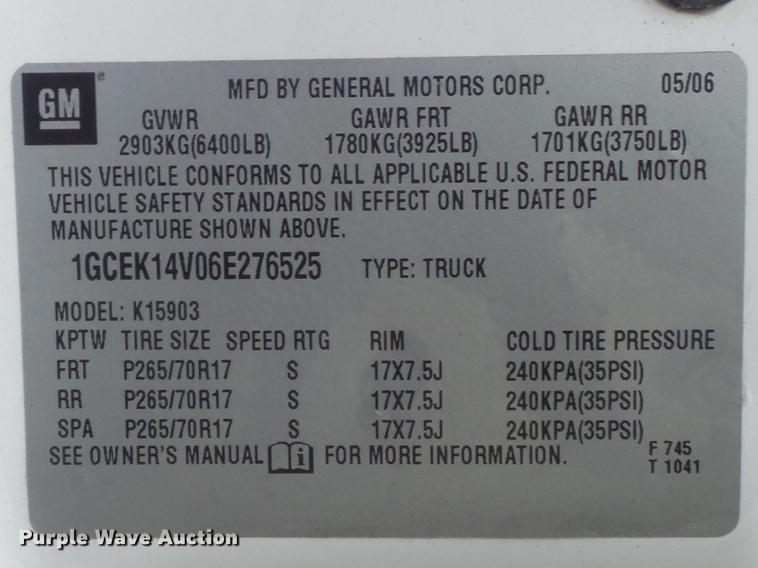 GM ®
MFD BY GENERAL MOTORS CORP. 05/06
GVWR GAWR FRT GAWR RR
2903KG(6400LB) 1780KG(3925LB) 1701KG(3750LB)
THIS VEHICLE CONFORMS TO ALL APPLICABLE U.S. FEDERAL MOTOR
VEHICLE SAFETY STANDARDS IN EFFECT ON THE DATE OF
MANUFACTURE SHOWN ABOVE.
1GCEK14V06E276525 TYPE: TRUCK
MODEL: K15903
KPTW TIRE SIZE SPEED RTG RIM COLD TIRE PRESSURE
FRT P265/70R17 S 17X7.5J 240KPA(35PSI)
RR P265/70R17 S 17X7.5J 240KPA(35PSI)
SPA P265/70R17 S 17X7.5J 240KPA(35PSI)
SEE OWNER'S MANUAL i FOR MORE INFORMATION. F 745
T 1041
Purple Wave Auction